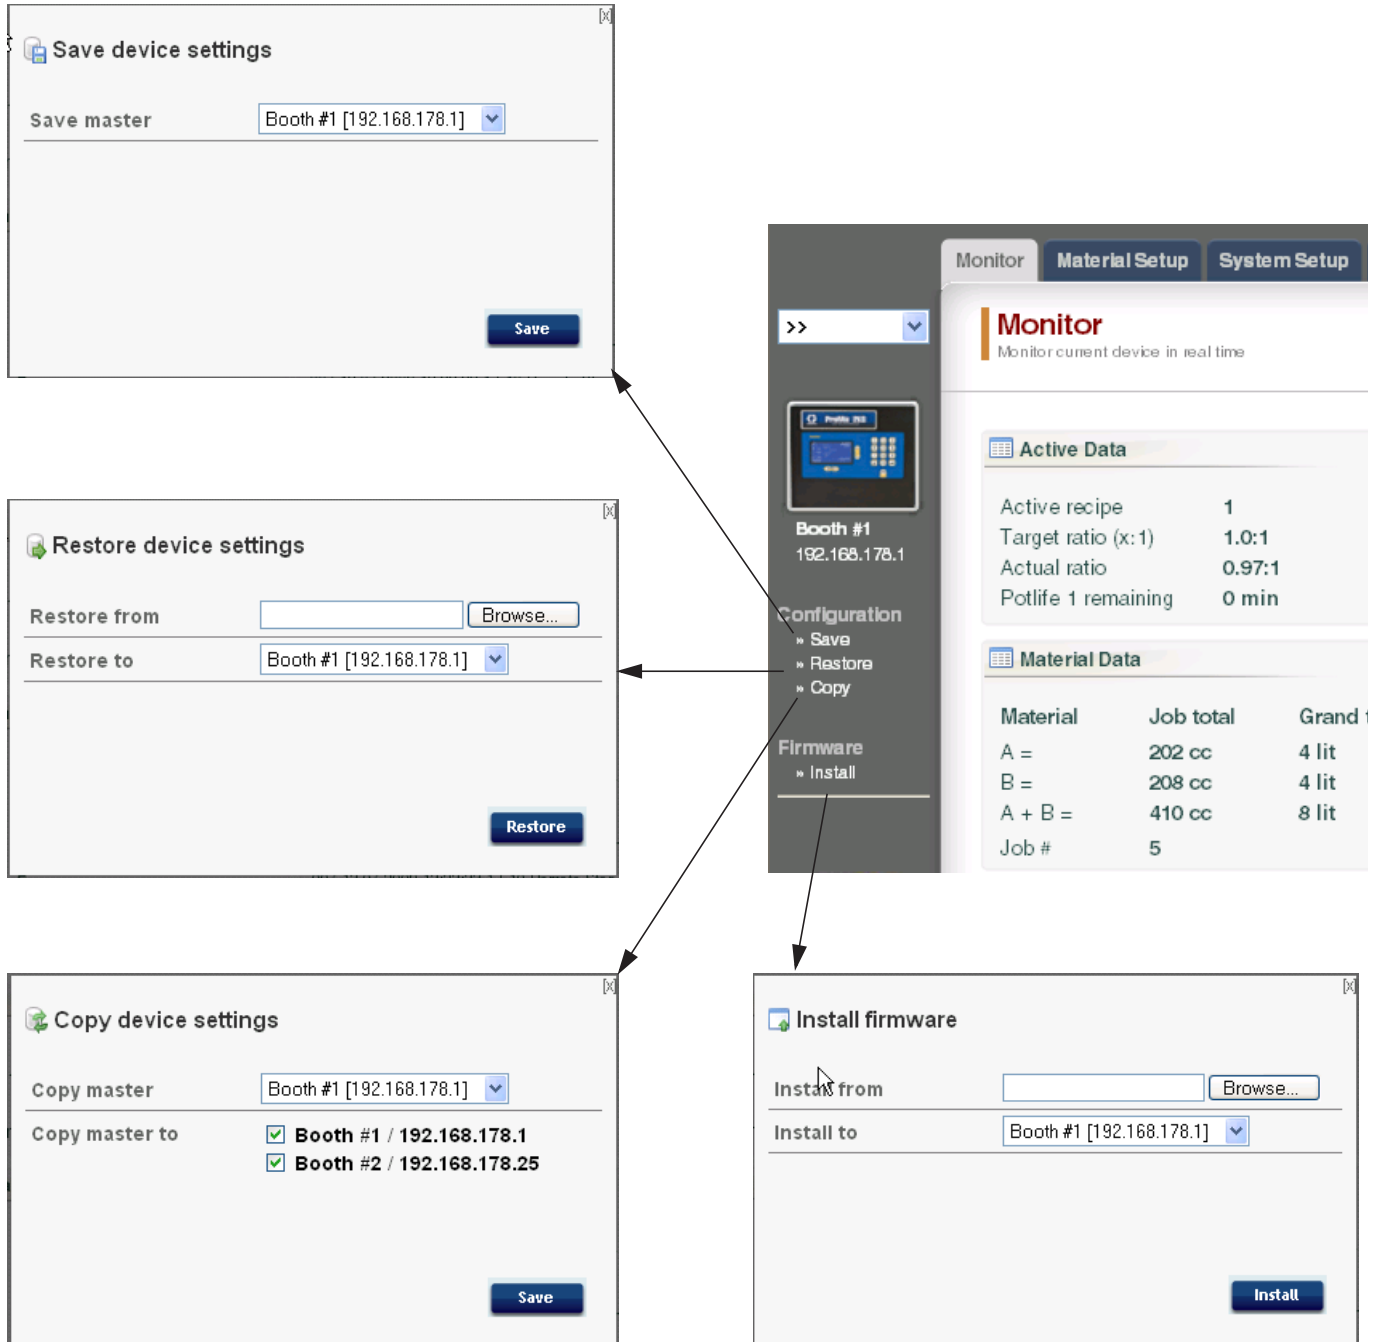 [x]
Save device settings
Save master Booth #1 [192.168.178.1]
Save
Monitor Material Setup System Setup
>>
Monitor
Monitor current device in real time
Booth #1
192.168.178.1
Configuration
» Save
» Restore
» Copy
Firmware
» Install
Active Data
Active recipe 1
Target ratio (x:1) 1.0:1
Actual ratio 0.97:1
Potlife 1 remaining 0 min
Material Data
Material Job total Grand
A = 202 cc 4 lit
B = 208 cc 4 lit
A + B = 410 cc 8 lit
Job # 5
[x]
Restore device settings
Restore from Browse...
Restore to Booth #1 [192.168.178.1]
Restore
[x]
Copy device settings
Copy master Booth #1 [192.168.178.1]
Copy master to Booth #1 / 192.168.178.1
Booth #2 / 192.168.178.25
Save
[x]
Install firmware
Install from Browse...
Install to Booth #1 [192.168.178.1]
Install